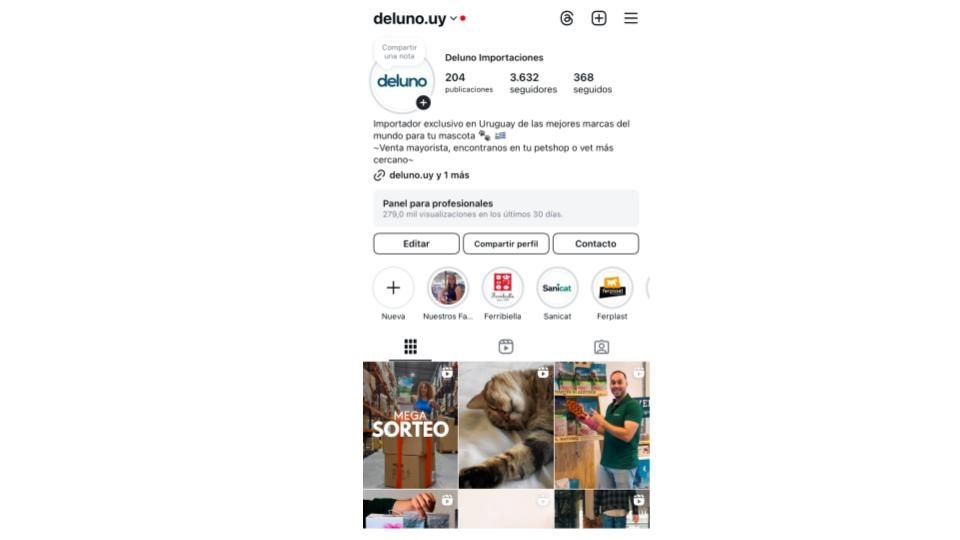 deluno.uy
Compartir
una nota
deluno
Deluno Importaciones
204 3.632 368
publicaciones seguidores seguidos
Importador exclusivo en Uruguay de las mejores marcas del
mundo para tu mascota 🐾 🇺🇾
~Venta mayorista, encontranos en tu petshop o vet más
cercano~
deluno.uy y 1 más
Panel para profesionales
279,0 mil visualizaciones en los últimos 30 días.
Editar Compartir perfil Contacto
Ferribiella
Sanicat
ferplast
Nueva Nuestros Fa... Ferribiella Sanicat Ferplast
MEGA
SORTEO